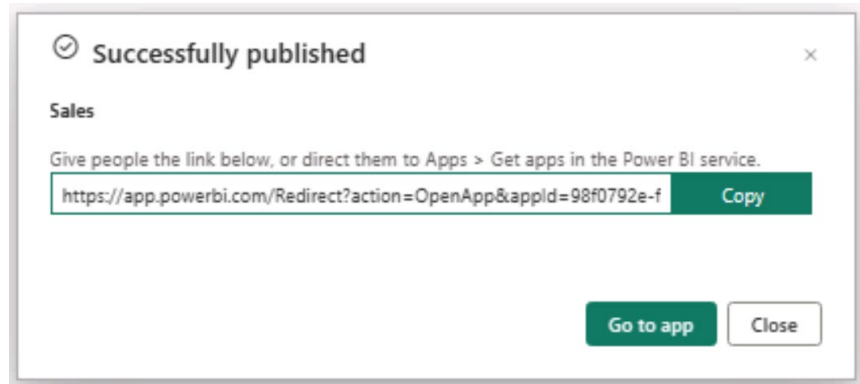 Successfully published
Sales
Give people the link below, or direct them to Apps > Get apps in the Power BI service.
https://app.powerbi.com/Redirect?action=OpenApp&appId=98f0792e-f Copy
Go to app Close